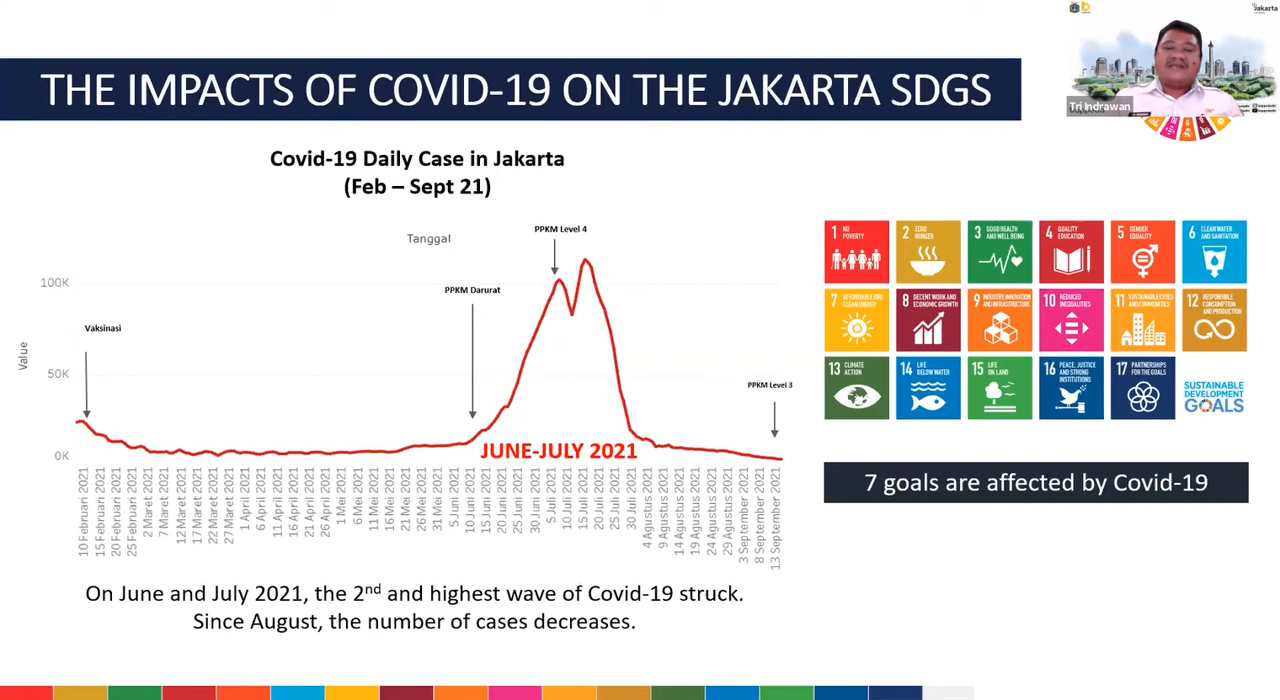 Jakarta
Tri Indrawan
THE IMPACTS OF COVID-19 ON THE JAKARTA SDGS
Covid-19 Daily Case in Jakarta
(Feb – Sept 21)
Tanggal
PPKM Level 4
PPKM Darurat
Vaksinasi
PPKM Level 3
Value
100K
50K
0K
JUNE-JULY 2021
10 Februari 2021
15 Februari 2021
20 Februari 2021
25 Februari 2021
2 Maret 2021
7 Maret 2021
12 Maret 2021
17 Maret 2021
22 Maret 2021
27 Maret 2021
1 April 2021
6 April 2021
11 April 2021
16 April 2021
21 April 2021
26 April 2021
1 Mei 2021
6 Mei 2021
11 Mei 2021
16 Mei 2021
21 Mei 2021
26 Mei 2021
31 Mei 2021
5 Juni 2021
10 Juni 2021
15 Juni 2021
20 Juni 2021
25 Juni 2021
30 Juni 2021
5 Juli 2021
10 Juli 2021
15 Juli 2021
20 Juli 2021
25 Juli 2021
30 Juli 2021
4 Agustus 2021
9 Agustus 2021
14 Agustus 2021
19 Agustus 2021
24 Agustus 2021
29 Agustus 2021
3 September 2021
8 September 2021
13 September 2021
On June and July 2021, the 2nd and highest wave of Covid-19 struck.
Since August, the number of cases decreases.
1 NO
POVERTY
2 ZERO
HUNGER
3 GOOD HEALTH
AND WELL BEING
4 QUALITY
EDUCATION
5 GENDER
EQUALITY
6 CLEAN WATER
AND SANITATION
7 AFFORDABLE AND
CLEAN ENERGY
8 DECENT WORK AND
ECONOMIC GROWTH
9 INDUSTRY, INNOVATION
AND INFRASTRUCTURE
10 REDUCED
INEQUALITIES
11 SUSTAINABLE CITIES
AND COMMUNITIES
12 RESPONSIBLE
CONSUMPTION
AND PRODUCTION
13 CLIMATE
ACTION
14 LIFE
BELOW WATER
15 LIFE
ON LAND
16 PEACE, JUSTICE
AND STRONG
INSTITUTIONS
17 PARTNERSHIPS
FOR THE GOALS
SUSTAINABLE
DEVELOPMENT
GOALS
7 goals are affected by Covid-19